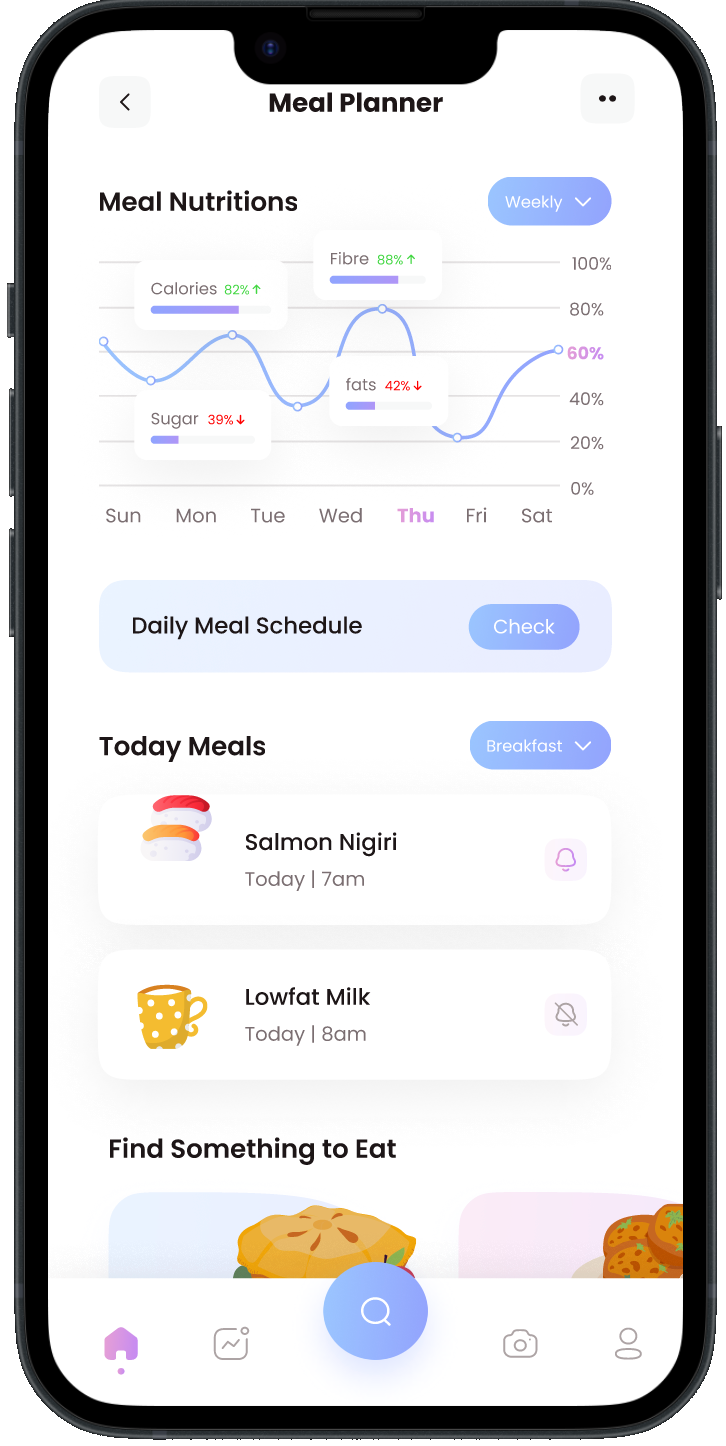 Meal Planner
Meal Nutritions
Weekly
Fibre 88%↑
100%
Calories 82%↑
80%
60%
fats 42%↓
40%
Sugar 39%↓
20%
0%
Sun Mon Tue Wed Thu Fri Sat
Daily Meal Schedule
Check
Today Meals
Breakfast
Salmon Nigiri
Today | 7am
Lowfat Milk
Today | 8am
Find Something to Eat